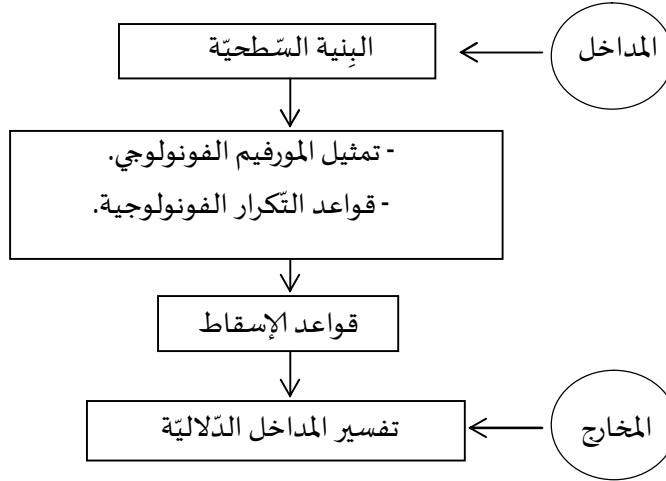 المداخل
البِنية السّطحيّة
- تمثيل المورفيم الفونولوجي.
- قواعد التّكرار الفونولوجية.
قواعد الإسقاط
المخارج
تفسير المداخل الدّلاليّة